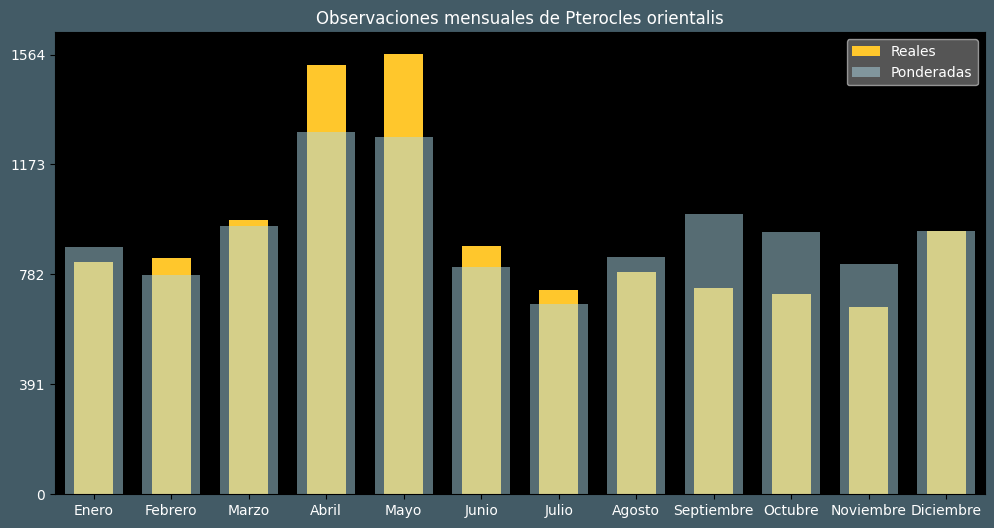 Observaciones mensuales de Pterocles orientalis
Reales
Ponderadas
1564
1173
782
391
0
Enero Febrero Marzo Abril Mayo Junio Julio Agosto Septiembre Octubre Noviembre Diciembre